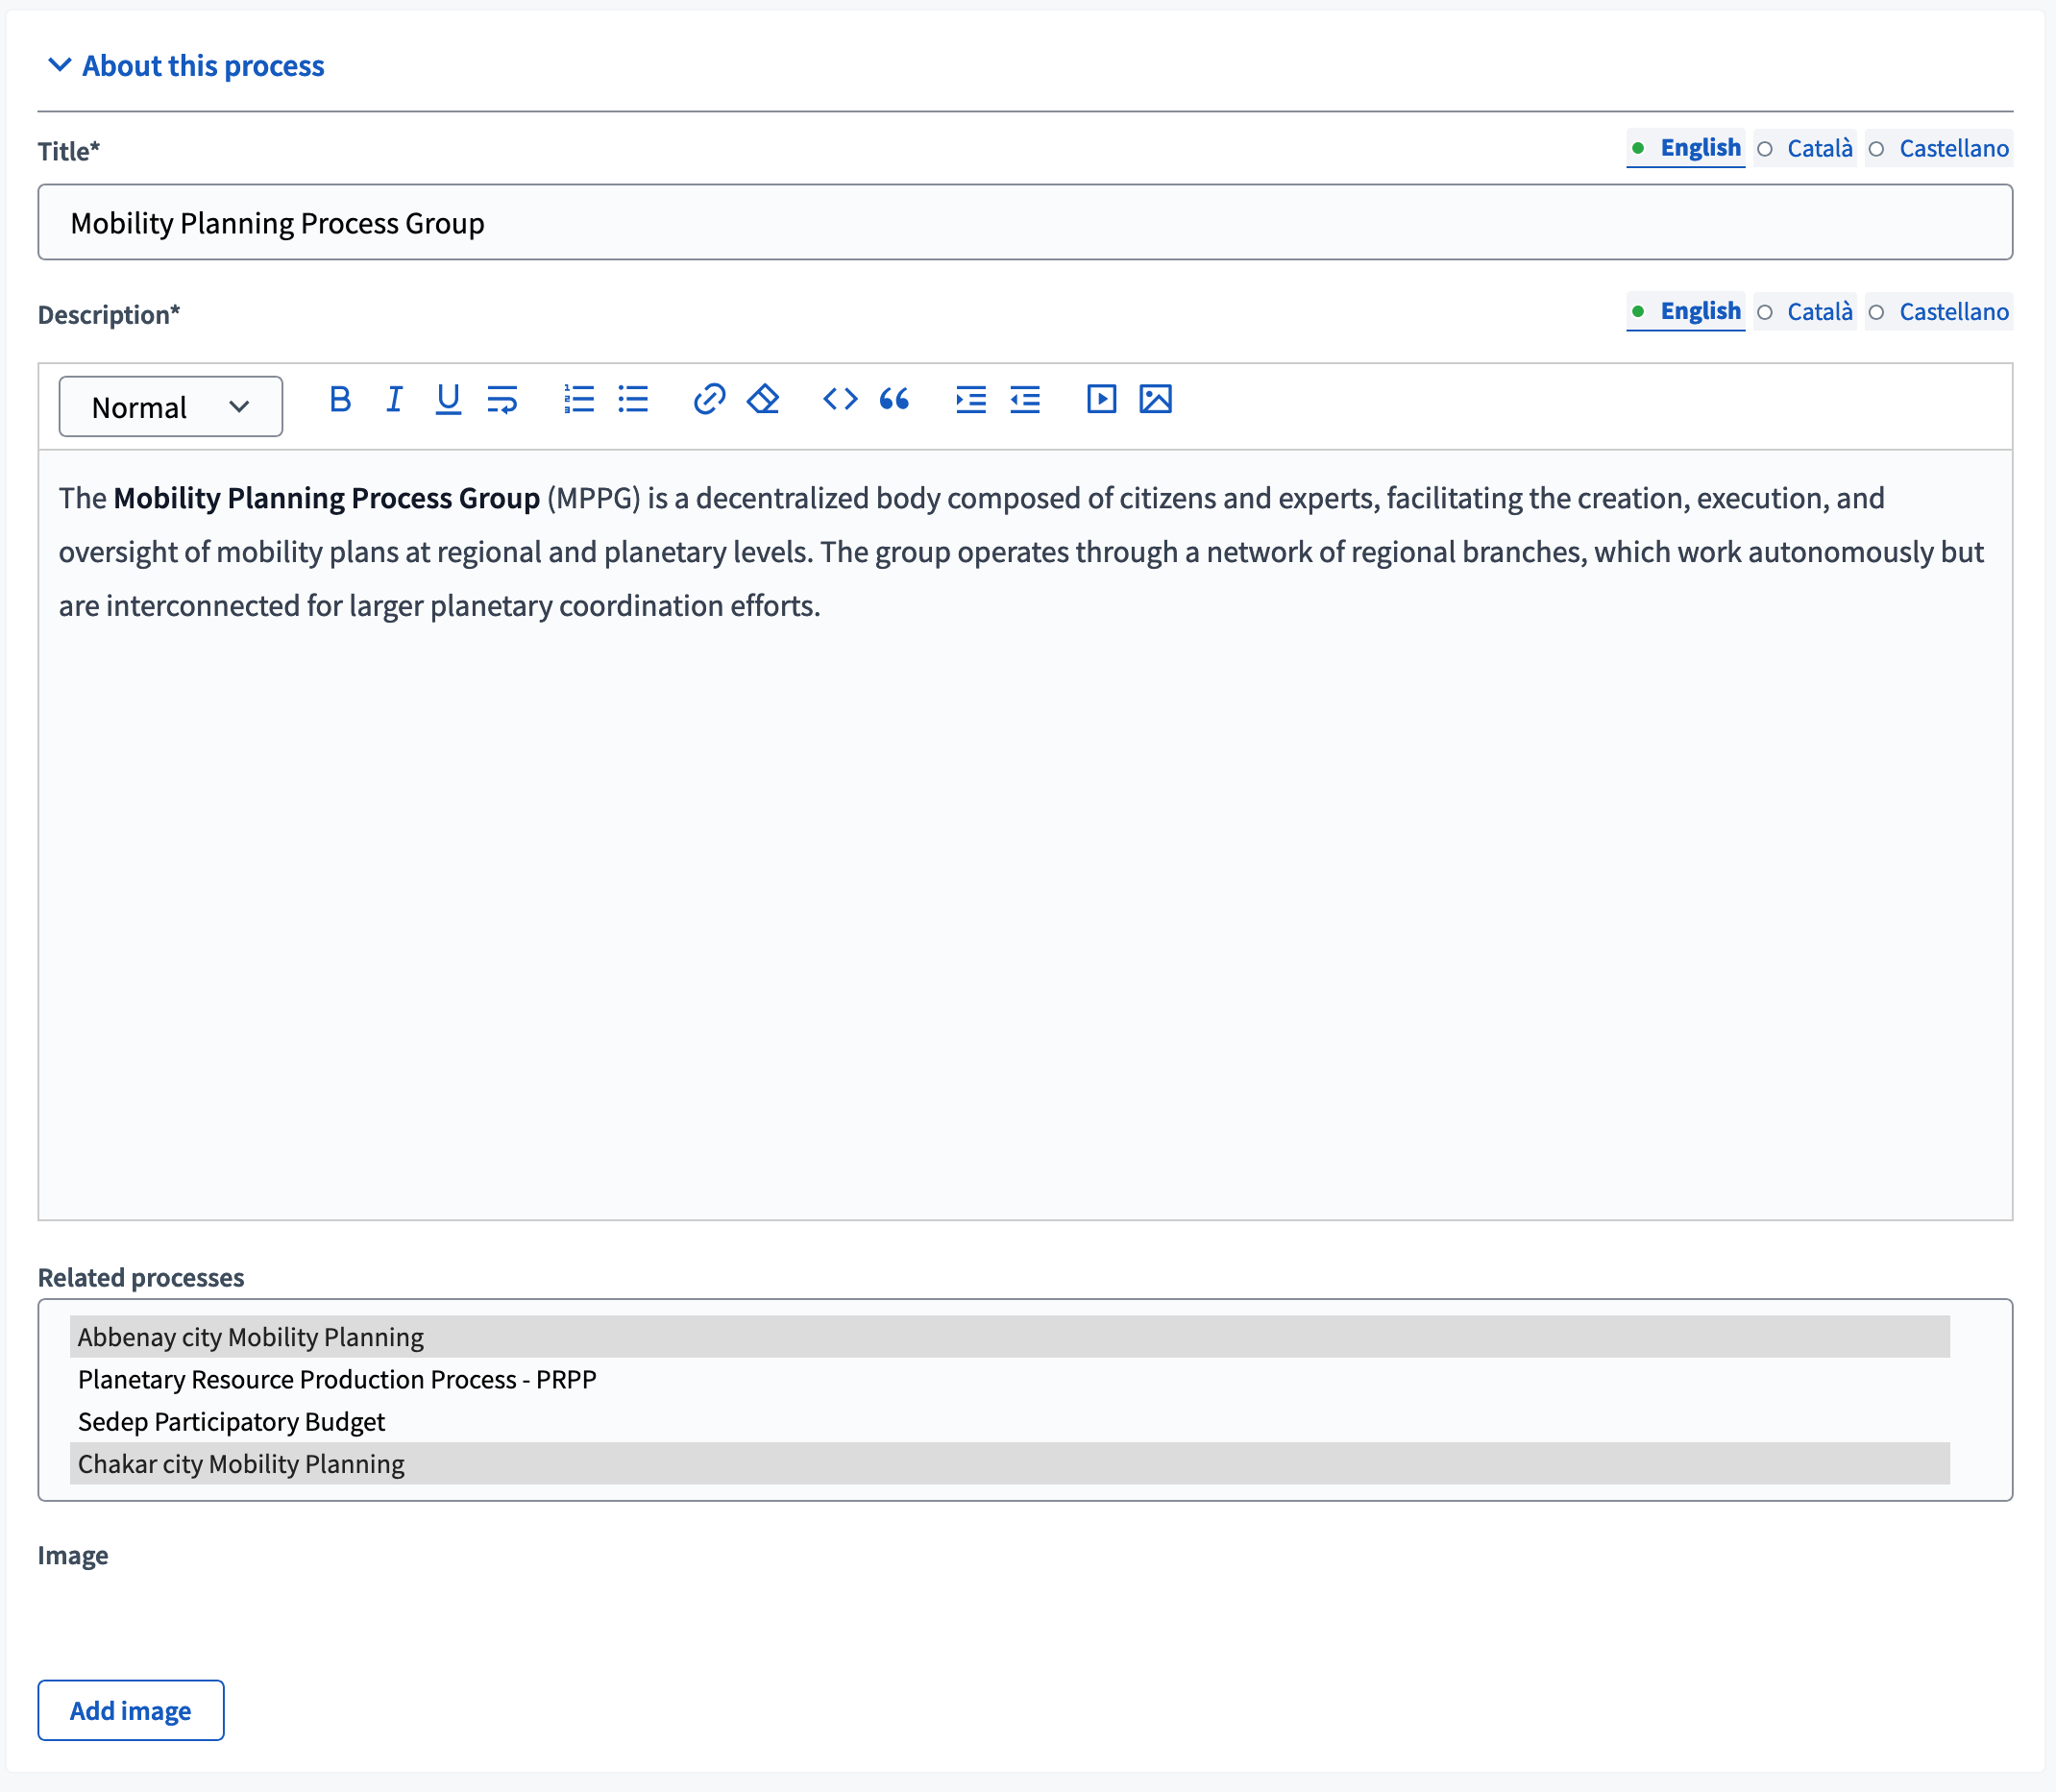 About this process
Title*
English Català Castellano
Mobility Planning Process Group
Description*
English Català Castellano
Normal
The Mobility Planning Process Group (MPPG) is a decentralized body composed of citizens and experts, facilitating the creation, execution, and
oversight of mobility plans at regional and planetary levels. The group operates through a network of regional branches, which work autonomously but
are interconnected for larger planetary coordination efforts.
Related processes
Abbenay city Mobility Planning
Planetary Resource Production Process - PRPP
Sedep Participatory Budget
Chakar city Mobility Planning
Image
Add image